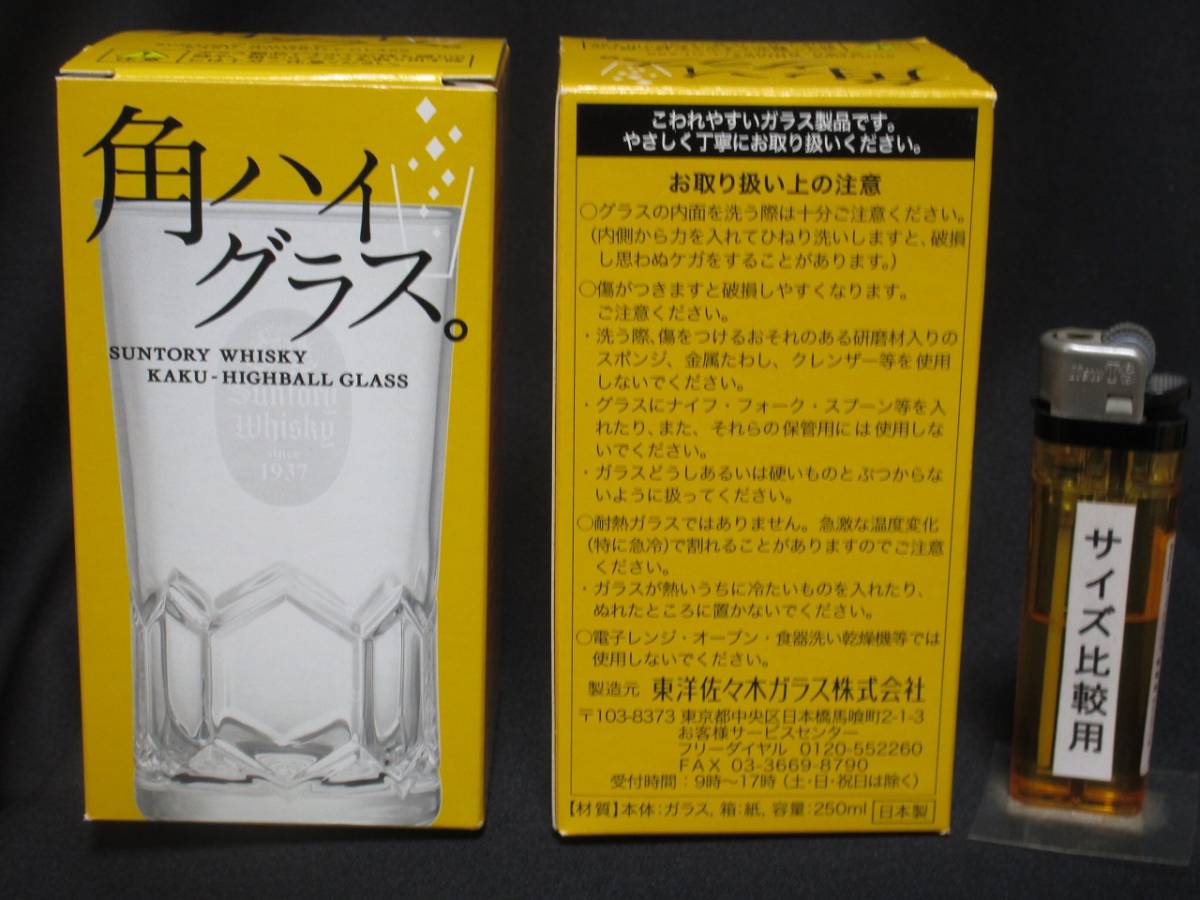 角ハイ
グラス。
SUNTORY WHISKY
KAKU-HIGHBALL GLASS
Suntory
Whisky
since
1937
こわれやすいガラス製品です。
やさしく丁寧にお取り扱いください。
お取り扱い上の注意
○グラスの内面を洗う際は十分ご注意ください。
(内側から力を入れてひねり洗いしますと、破損
し思わぬケガをすることがあります。)
○傷がつきますと破損しやすくなります。
ご注意ください。
・洗う際、傷をつけるおそれのある研磨材入りの
スポンジ、金属たわし、クレンザー等を使用
しないでください。
・グラスにナイフ・フォーク・スプーン等を入
れたり、また、それらの保管用には使用しな
いでください。
・ガラスどうしあるいは硬いものとぶつからな
いように扱ってください。
○耐熱ガラスではありません。急激な温度変化
(特に急冷)で割れることがありますのでご注意
ください。
・ガラスが熱いうちに冷たいものを入れたり、
ぬれたところに置かないでください。
○電子レンジ・オーブン・食器洗い乾燥機等では
使用しないでください。
製造元 東洋佐々木ガラス株式会社
〒103-8373 東京都中央区日本橋馬喰町2-1-3
お客様サービスセンター
フリーダイヤル 0120-552260
FAX 03-3669-8790
受付時間：9時〜17時(土・日・祝日は除く)
【材質】本体：ガラス, 箱：紙, 容量：250ml 日本製
サイズ比較用